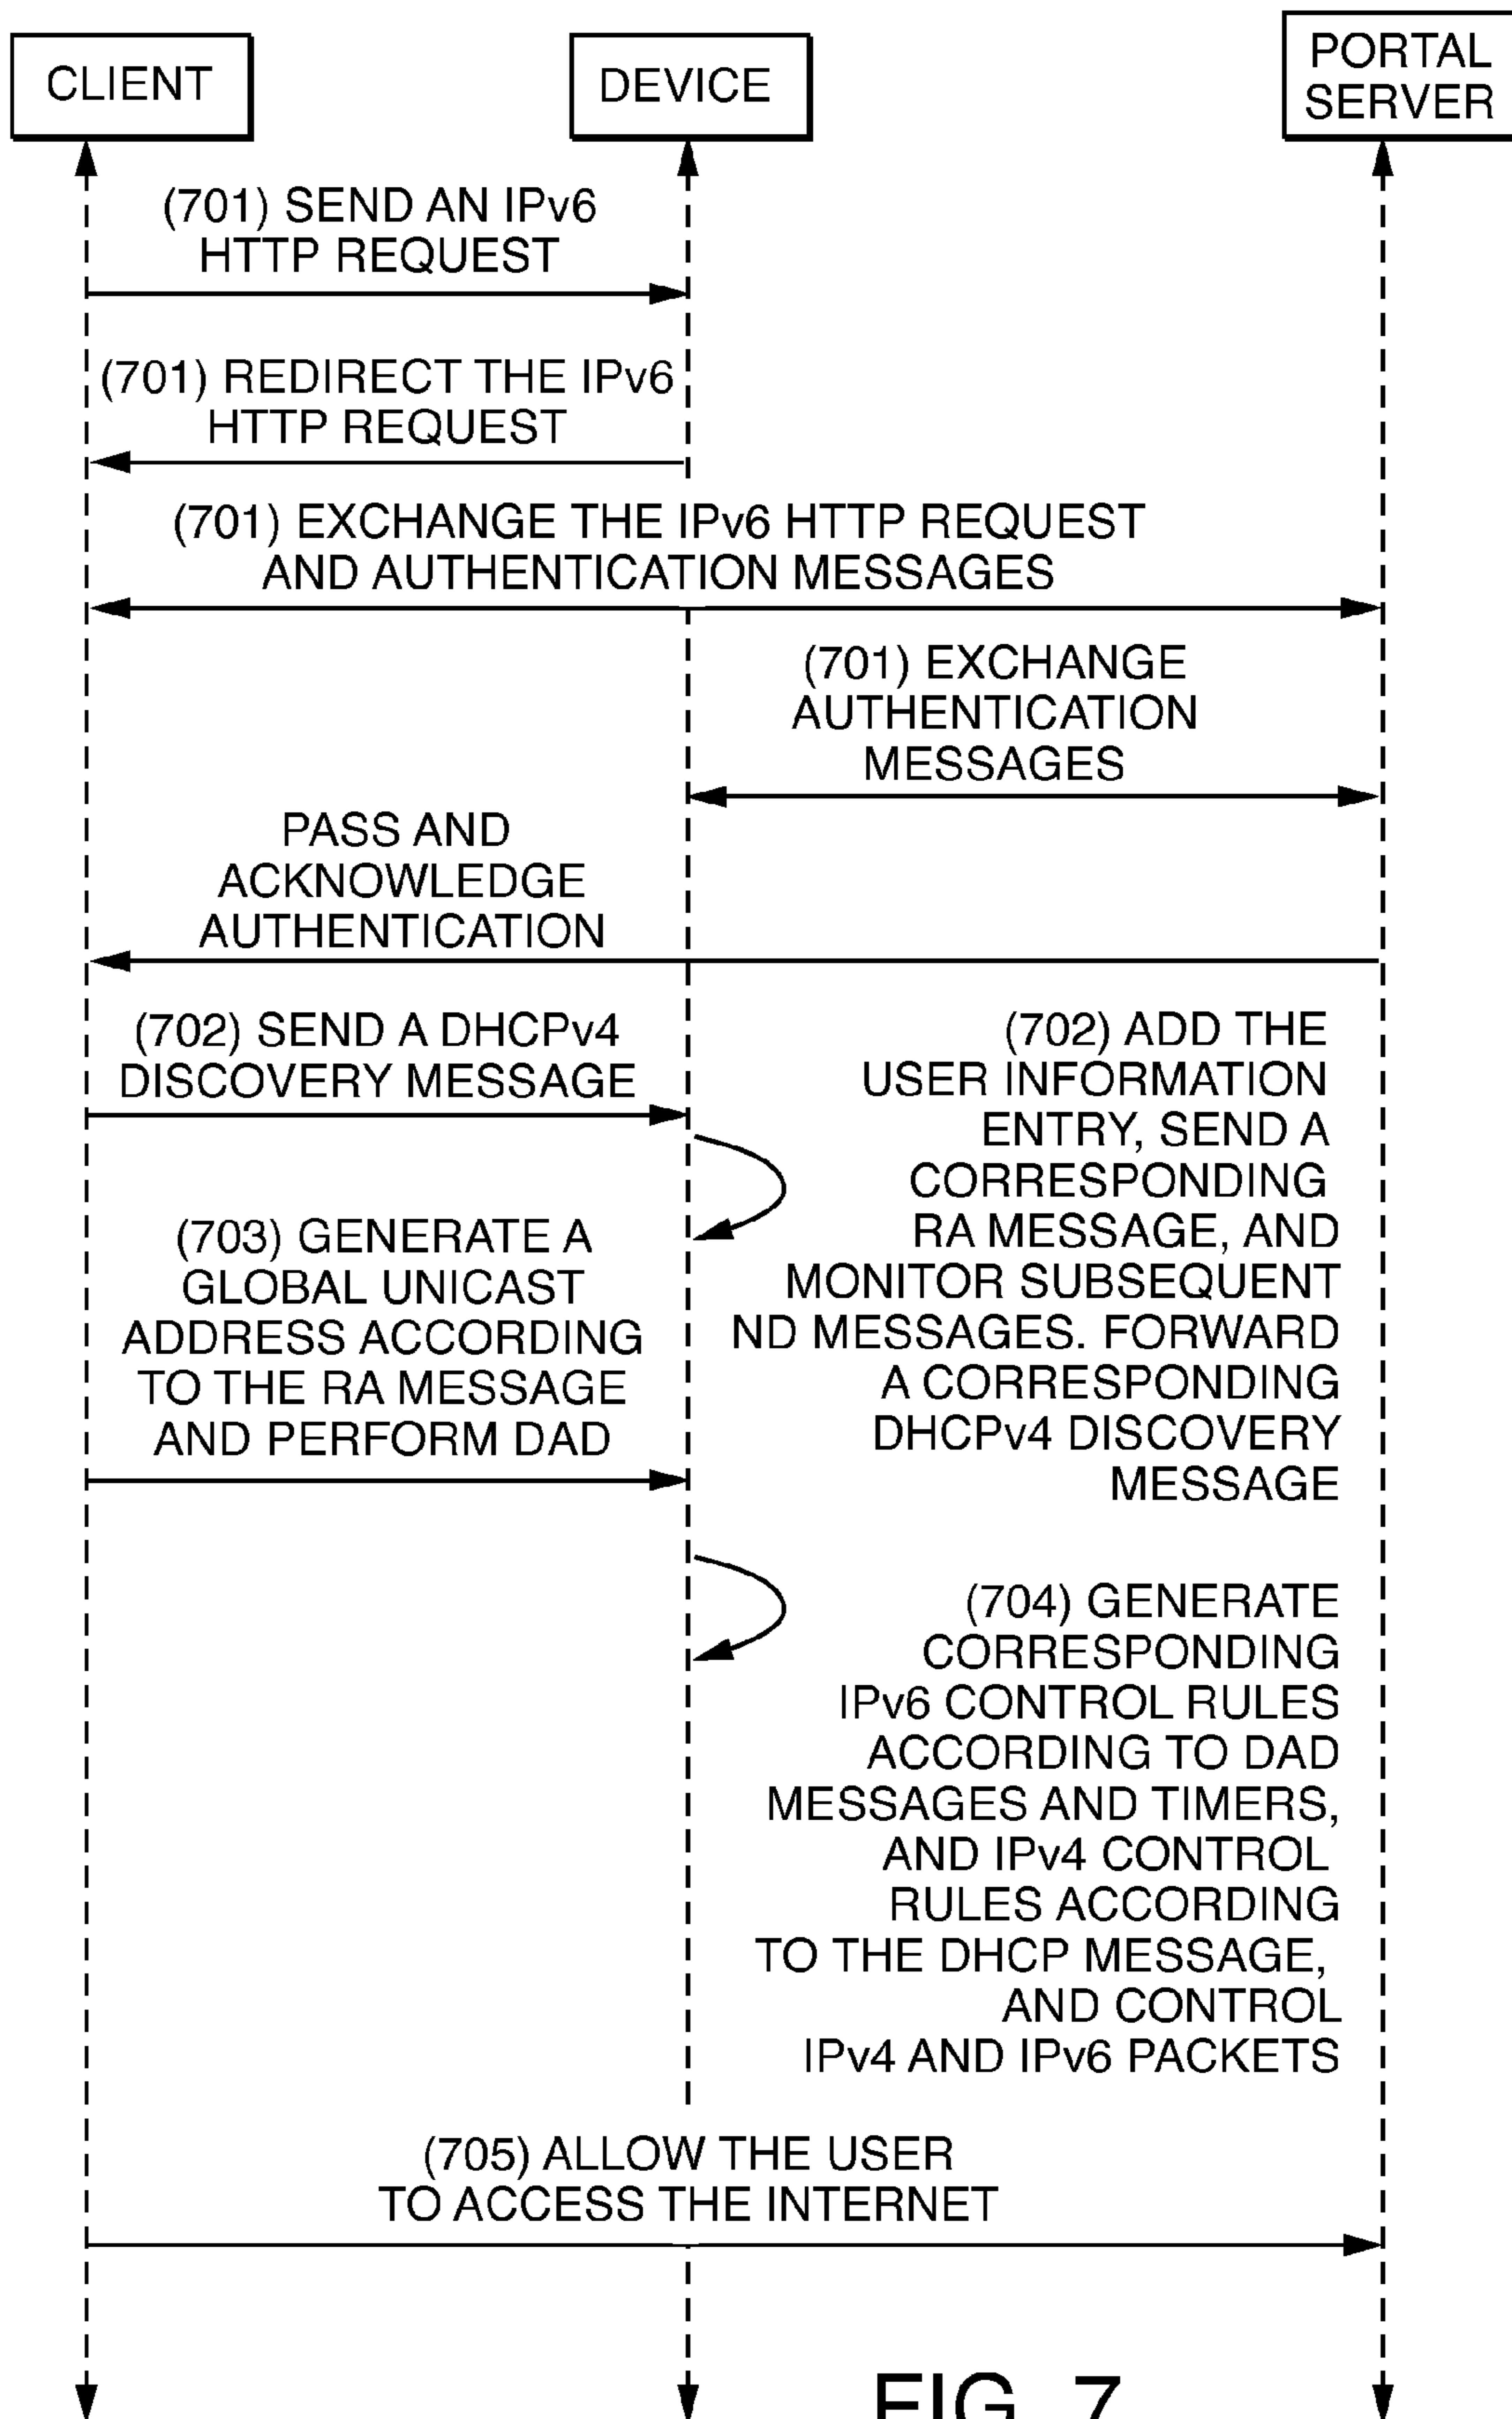 CLIENT
DEVICE
PORTAL
SERVER
(701) SEND AN IPv6
HTTP REQUEST
(701) REDIRECT THE IPv6
HTTP REQUEST
(701) EXCHANGE THE IPv6 HTTP REQUEST
AND AUTHENTICATION MESSAGES
(701) EXCHANGE
AUTHENTICATION
MESSAGES
PASS AND
ACKNOWLEDGE
AUTHENTICATION
(702) SEND A DHCPv4
DISCOVERY MESSAGE
(702) ADD THE
USER INFORMATION
ENTRY, SEND A
CORRESPONDING
RA MESSAGE, AND
MONITOR SUBSEQUENT
ND MESSAGES. FORWARD
A CORRESPONDING
DHCPv4 DISCOVERY
MESSAGE
(703) GENERATE A
GLOBAL UNICAST
ADDRESS ACCORDING
TO THE RA MESSAGE
AND PERFORM DAD
(704) GENERATE
CORRESPONDING
IPv6 CONTROL RULES
ACCORDING TO DAD
MESSAGES AND TIMERS,
AND IPv4 CONTROL
RULES ACCORDING
TO THE DHCP MESSAGE,
AND CONTROL
IPv4 AND IPv6 PACKETS
(705) ALLOW THE USER
TO ACCESS THE INTERNET
FIG. 7